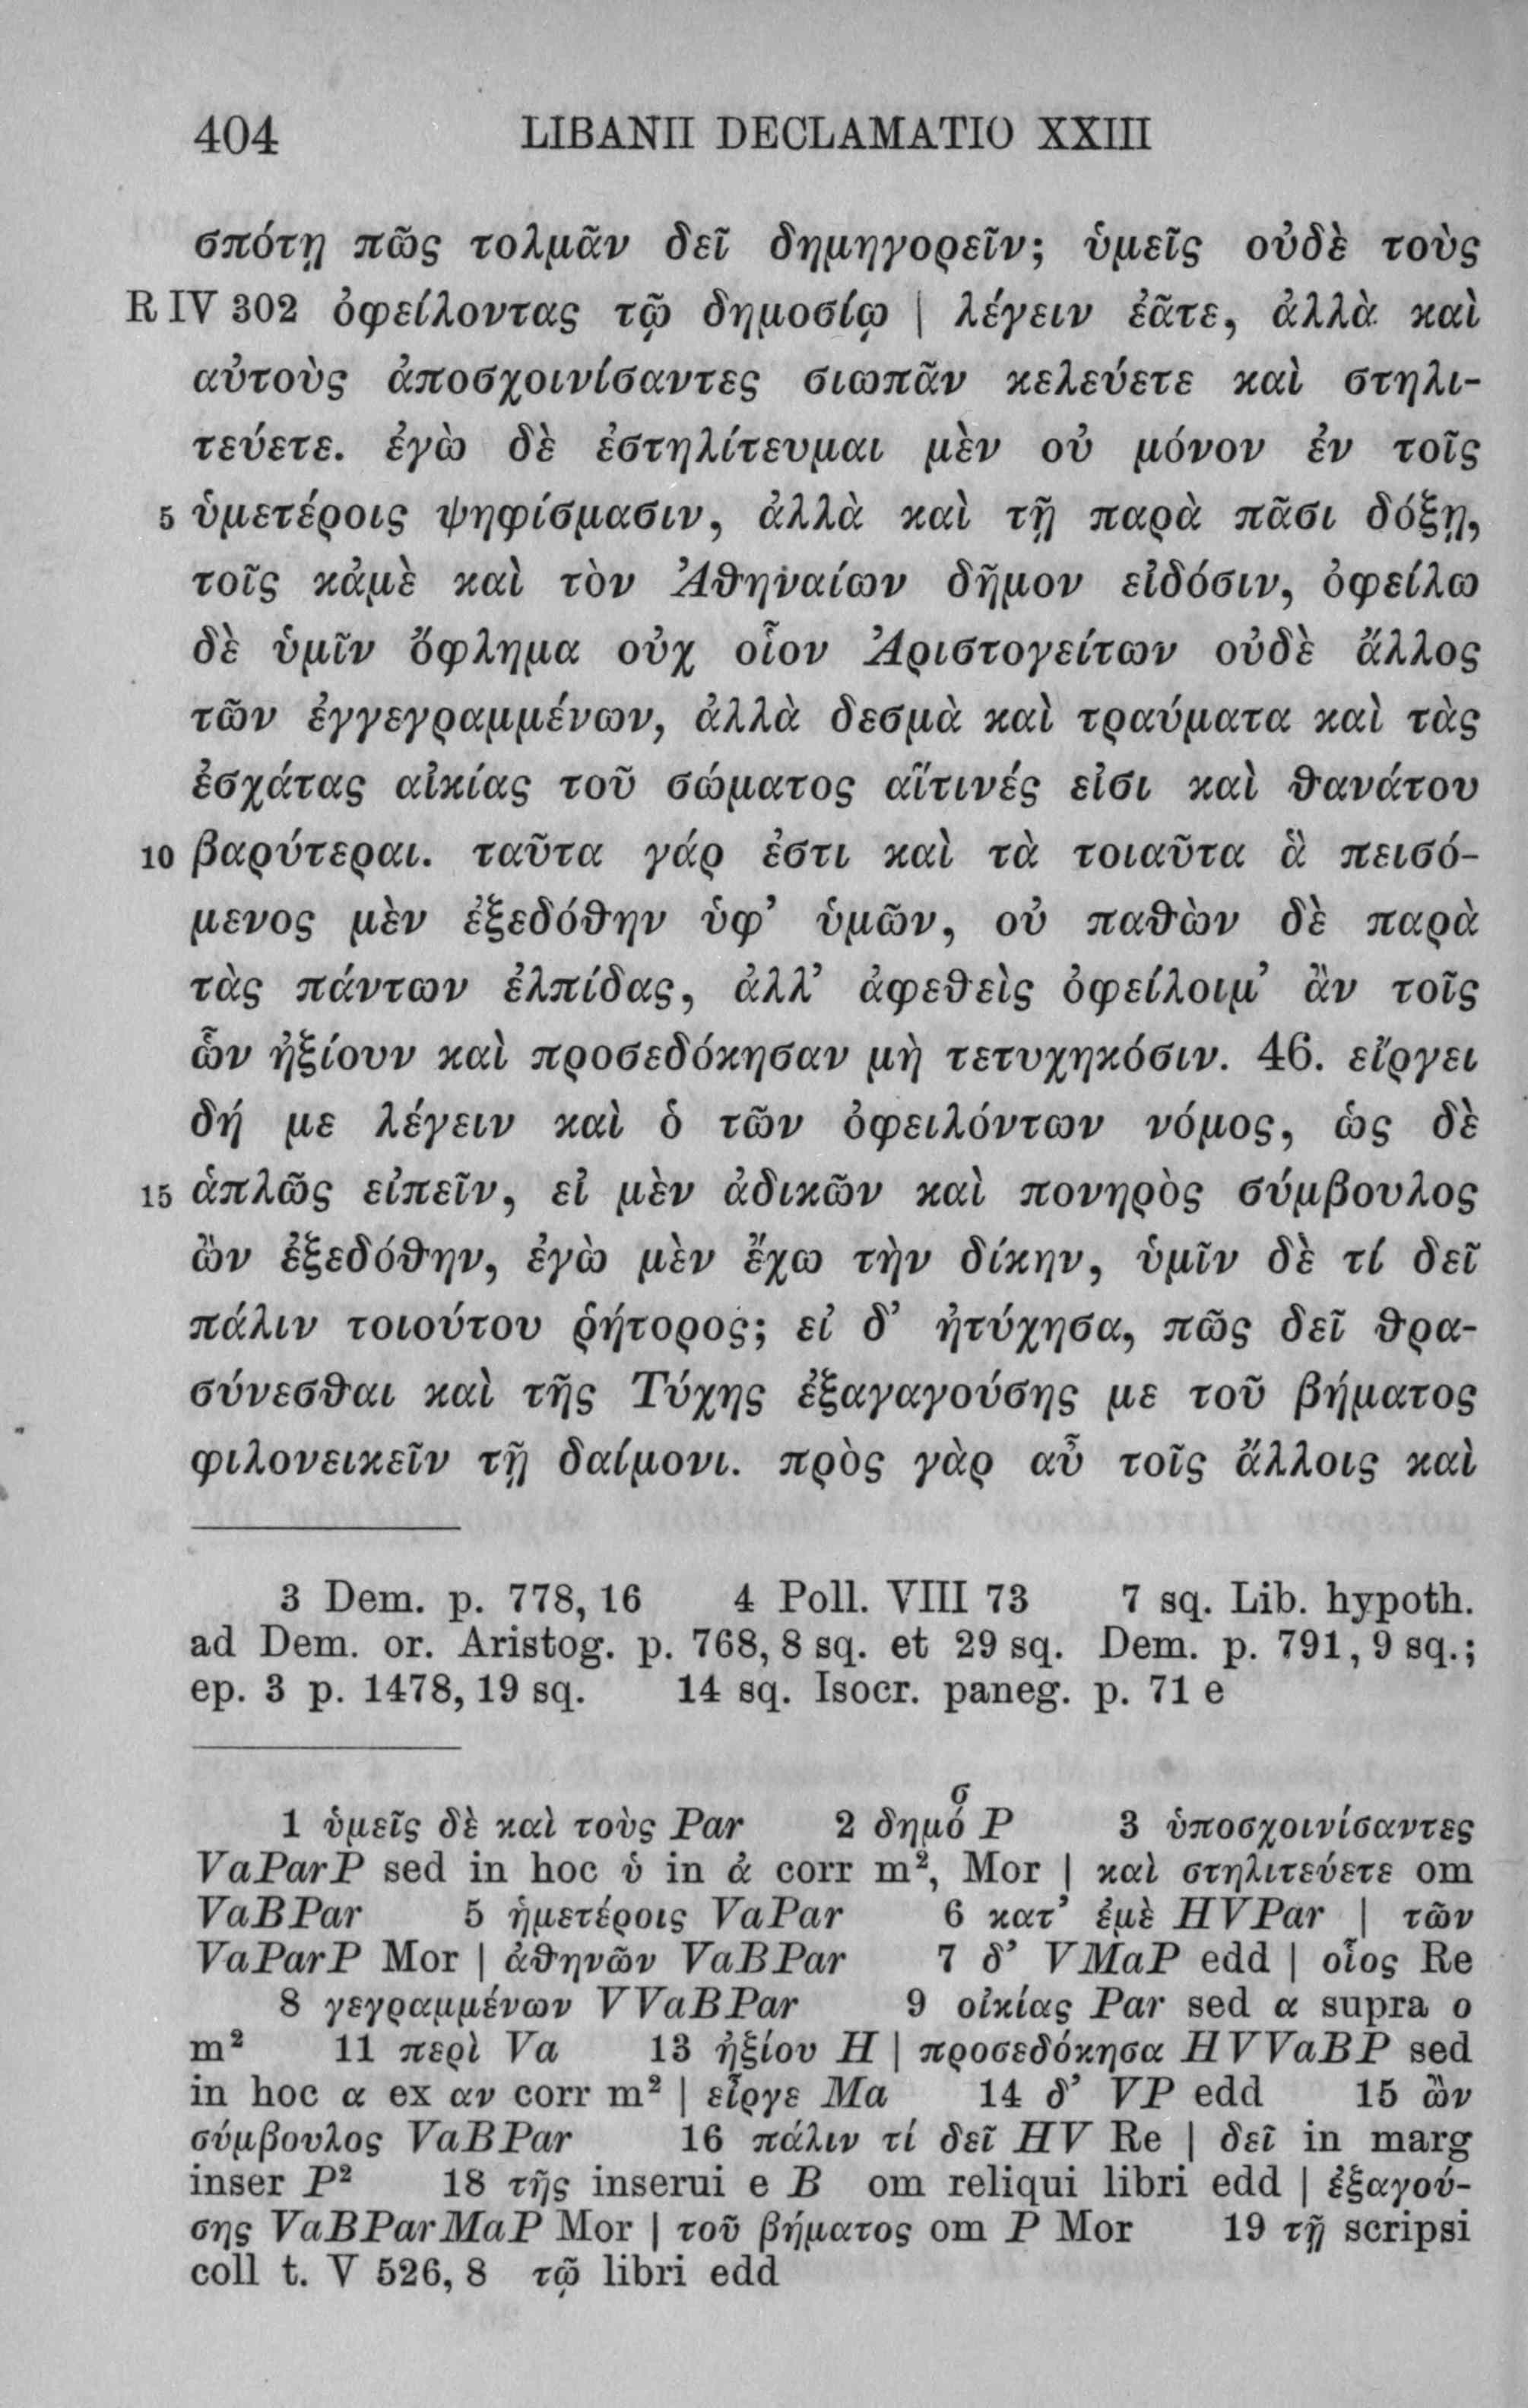 404 LIBANII DECLAMATIO XXIII
σπότῃ πῶς τολμᾶν δεῖ δημηγορεῖν; ὑμεῖς οὐδὲ τοὺς
R IV 302 ὀφείλοντας τῷ δημοσίῳ | λέγειν ἐᾶτε, ἀλλὰ καὶ
αὐτοὺς ἀποσχοινίσαντες σιωπᾶν κελεύετε καὶ στηλι-
τεύετε. ἐγὼ δὲ ἐστηλίτευμαι μὲν οὐ μόνον ἐν τοῖς
5 ὑμετέροις ψηφίσμασιν, ἀλλὰ καὶ τῇ παρὰ πᾶσι δόξῃ,
τοῖς κἀμὲ καὶ τὸν Ἀθηναίων δῆμον εἰδόσιν, ὀφείλω
δὲ ὑμῖν ὄφλημα οὐχ οἷον Ἀριστογείτων οὐδὲ ἄλλος
τῶν ἐγγεγραμμένων, ἀλλὰ δεσμὰ καὶ τραύματα καὶ τὰς
ἐσχάτας αἰκίας τοῦ σώματος αἵτινές εἰσι καὶ θανάτου
10 βαρύτεραι. ταῦτα γάρ ἐστι καὶ τὰ τοιαῦτα ἃ πεισό-
μενος μὲν ἐξεδόθην ὑφ' ὑμῶν, οὐ παθὼν δὲ παρὰ
τὰς πάντων ἐλπίδας, ἀλλ' ἀφεθεὶς ὀφείλοιμ' ἂν τοῖς
ὧν ἠξίουν καὶ προσεδόκησαν μὴ τετυχηκόσιν. 46. εἴργει
δή με λέγειν καὶ ὁ τῶν ὀφειλόντων νόμος, ὡς δὲ
15 ἁπλῶς εἰπεῖν, εἰ μὲν ἀδικῶν καὶ πονηρὸς σύμβουλος
ὢν ἐξεδόθην, ἐγὼ μὲν ἔχω τὴν δίκην, ὑμῖν δὲ τί δεῖ
πάλιν τοιούτου ῥήτορος; εἰ δ' ἠτύχησα, πῶς δεῖ θρα-
σύνεσθαι καὶ τῆς Τύχης ἐξαγαγούσης με τοῦ βήματος
φιλονεικεῖν τῇ δαίμονι. πρὸς γὰρ αὖ τοῖς ἄλλοις καὶ
3 Dem. p. 778, 16 4 Poll. VIII 73 7 sq. Lib. hypoth.
ad Dem. or. Aristog. p. 768, 8 sq. et 29 sq. Dem. p. 791, 9 sq.;
ep. 3 p. 1478, 19 sq. 14 sq. Isocr. paneg. p. 71 e
1 ὑμεῖς δὲ καὶ τοὺς Par 2 δημό^σ P 3 ὑποσχοινίσαντες
VaParP sed in hoc ὑ in ἀ corr m², Mor | καὶ στηλιτεύετε om
VaBPar 5 ἡμετέροις VaPar 6 κατ' ἐμὲ HVPar | τῶν
VaParP Mor | ἀθηνῶν VaBPar 7 δ' VMaP edd | οἷος Re
8 γεγραμμένων VVaBPar 9 οἰκίας Par sed α supra ο
m² 11 περὶ Va 13 ἠξίου H | προσεδόκησα HVVaBP sed
in hoc α ex αν corr m² | εἶργε Ma 14 δ' VP edd 15 ὢν
σύμβουλος VaBPar 16 πάλιν τί δεῖ HV Re | δεῖ in marg
inser P² 18 τῆς inserui e B om reliqui libri edd | ἐξαγού-
σης VaBParMaP Mor | τοῦ βήματος om P Mor 19 τῇ scripsi
coll t. V 526, 8 τῷ libri edd